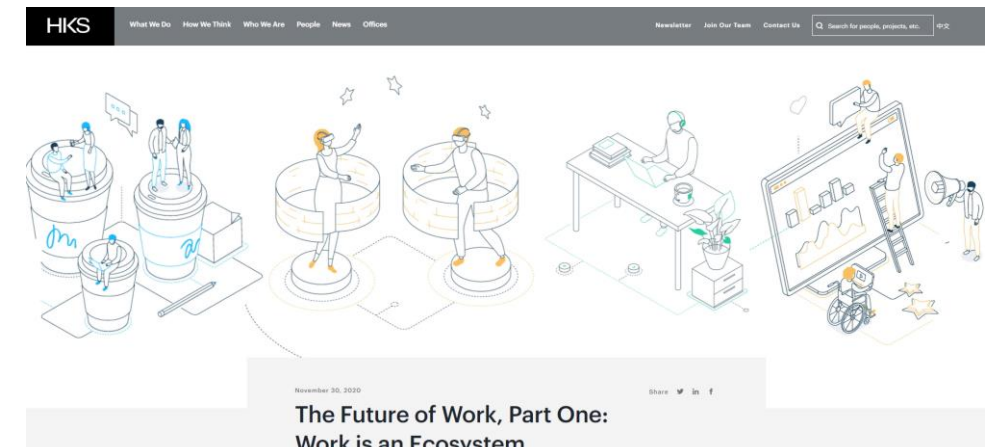 HKS
What We Do How We Think Who We Are People News Offices
Newsletter Join Our Team Contact Us Search for people, projects, etc. 中文
November 30, 2020
Share
The Future of Work, Part One:
Work is an Ecosystem